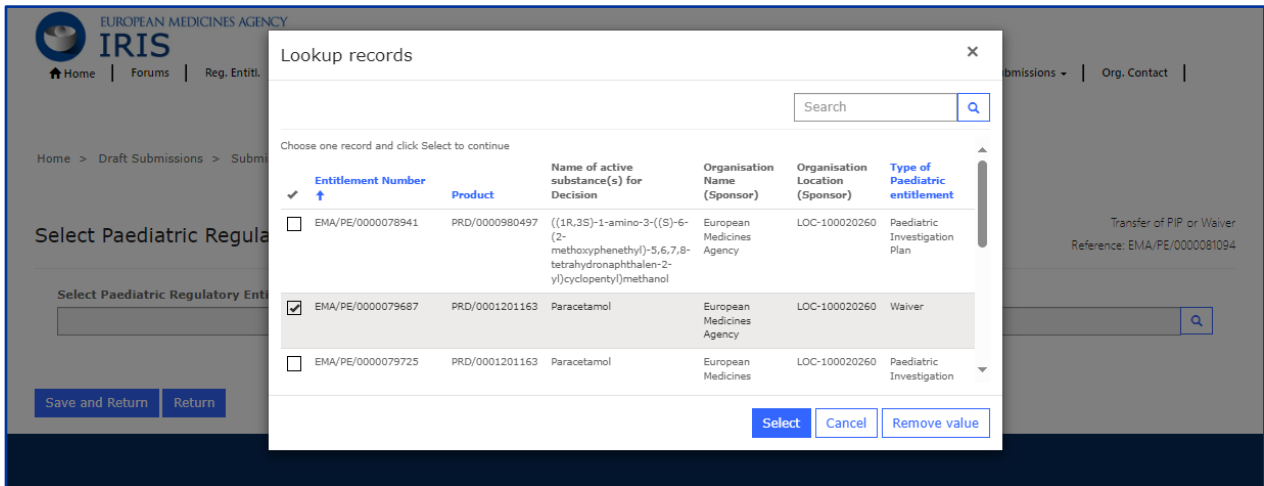 EUROPEAN MEDICINES AGENCY
IRIS
Home
Forums
Reg. Entitl.
Submissions
Org. Contact
Lookup records
×
Search
Home > Draft Submissions > Submi
Choose one record and click Select to continue
Entitlement Number ↑
Product
Name of active
substance(s) for
Decision
Organisation
Name
(Sponsor)
Organisation
Location
(Sponsor)
Type of
Paediatric
entitlement
EMA/PE/0000078941
PRD/0000980497
((1R,3S)-1-amino-3-((S)-6-
(2-
methoxyphenethyl)-5,6,7,8-
tetrahydronaphthalen-2-
yl)cyclopentyl)methanol
European
Medicines
Agency
LOC-100020260
Paediatric
Investigation
Plan
Select Paediatric Regula
Transfer of PIP or Waiver
Reference: EMA/PE/0000081094
Select Paediatric Regulatory Enti
EMA/PE/0000079687
PRD/0001201163
Paracetamol
European
Medicines
Agency
LOC-100020260
Waiver
EMA/PE/0000079725
PRD/0001201163
Paracetamol
European
Medicines
LOC-100020260
Paediatric
Investigation
Save and Return
Return
Select
Cancel
Remove value